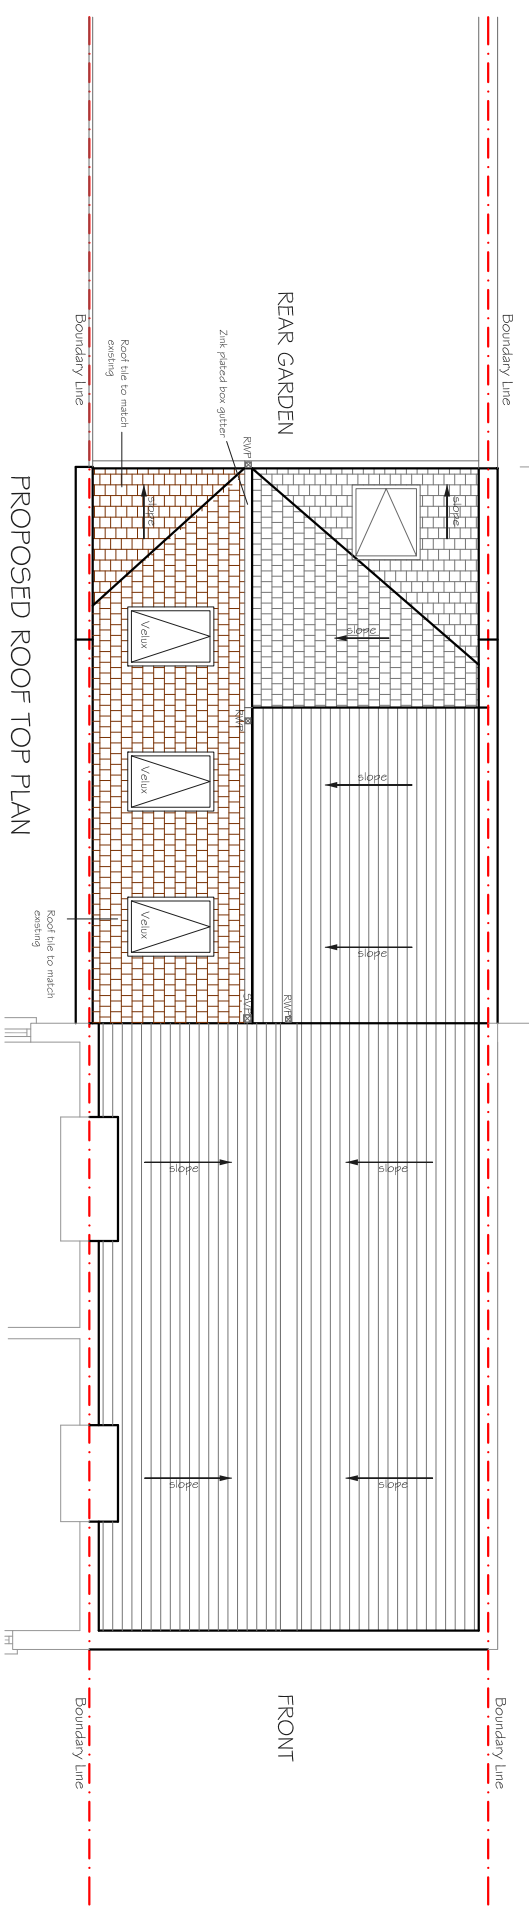 Boundary Line
Boundary Line
REAR GARDEN
Zink plated box gutter
Roof tile to match
existing
RWP
slope
slope
slope
Velux
Velux
Velux
RWP
slope
slope
SVP
RWP
Roof tile to match
existing
PROPOSED ROOF TOP PLAN
slope
slope
slope
slope
FRONT
Boundary Line
Boundary Line